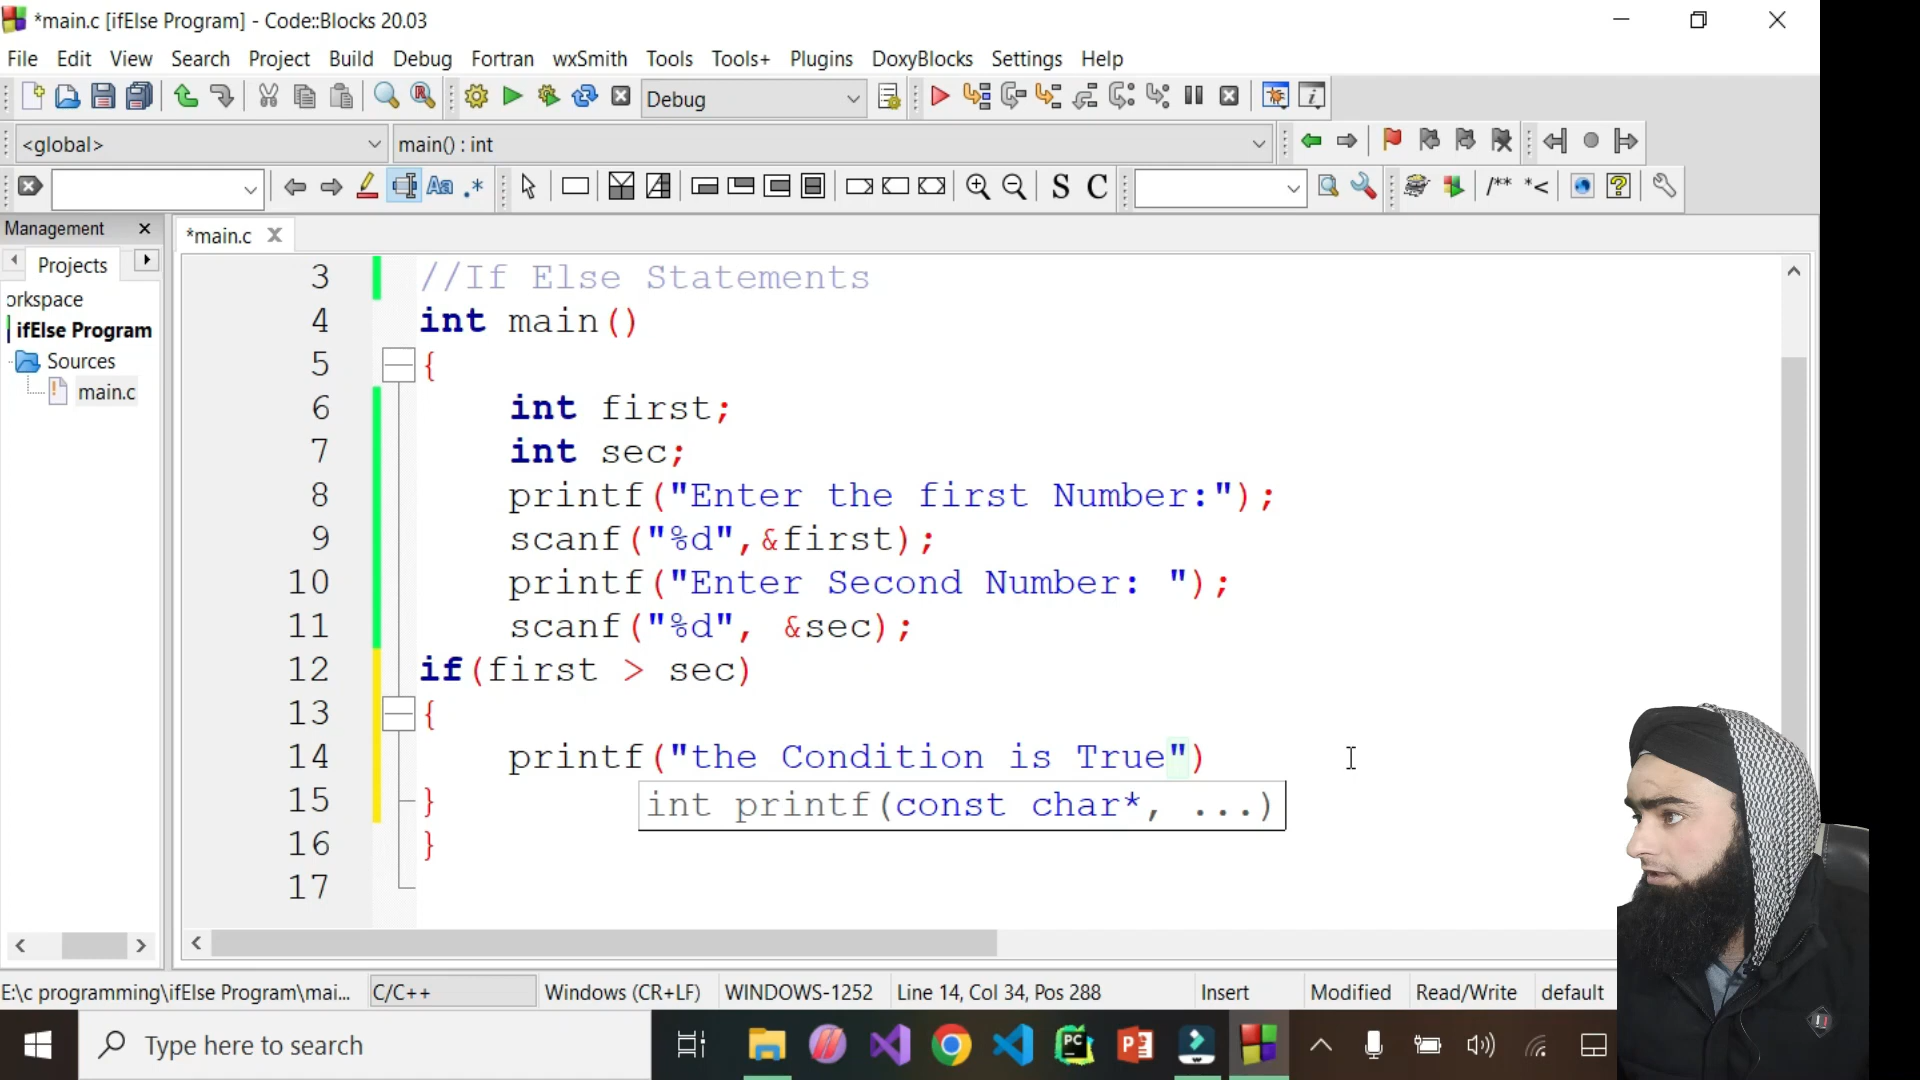 *main.c [ifElse Program] - Code::Blocks 20.03
File Edit View Search Project Build Debug Fortran wxSmith Tools Tools+ Plugins DoxyBlocks Settings Help
Debug
<global> main() : int
Aa .* S C /** *<
Management
*main.c
Projects
orkspace
ifElse Program
Sources
main.c
3 //If Else Statements
4 int main()
5 {
6 int first;
7 int sec;
8 printf("Enter the first Number:");
9 scanf("%d",&first);
10 printf("Enter Second Number: ");
11 scanf("%d", &sec);
12 if(first > sec)
13 {
14 printf("the Condition is True")
15 }
int printf(const char*, ...)
16 }
17
E:\c programming\ifElse Program\mai... C/C++ Windows (CR+LF) WINDOWS-1252 Line 14, Col 34, Pos 288 Insert Modified Read/Write default
Type here to search